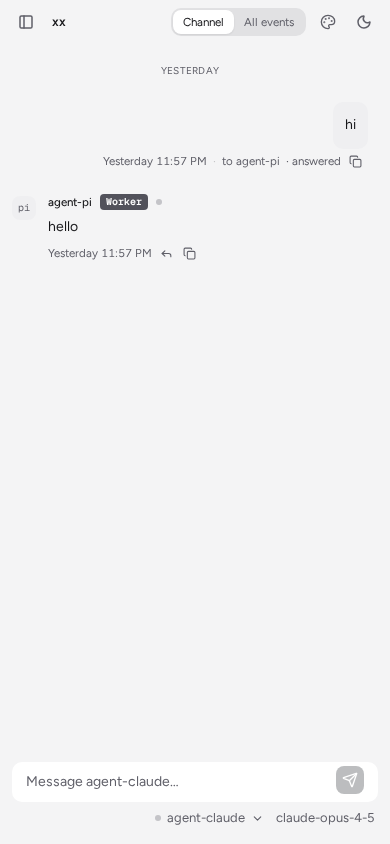 xx
Channel
All events
YESTERDAY
hi
Yesterday 11:57 PM · to agent-pi · answered
pi
agent-pi Worker
hello
Yesterday 11:57 PM
Message agent-claude...
agent-claude claude-opus-4-5